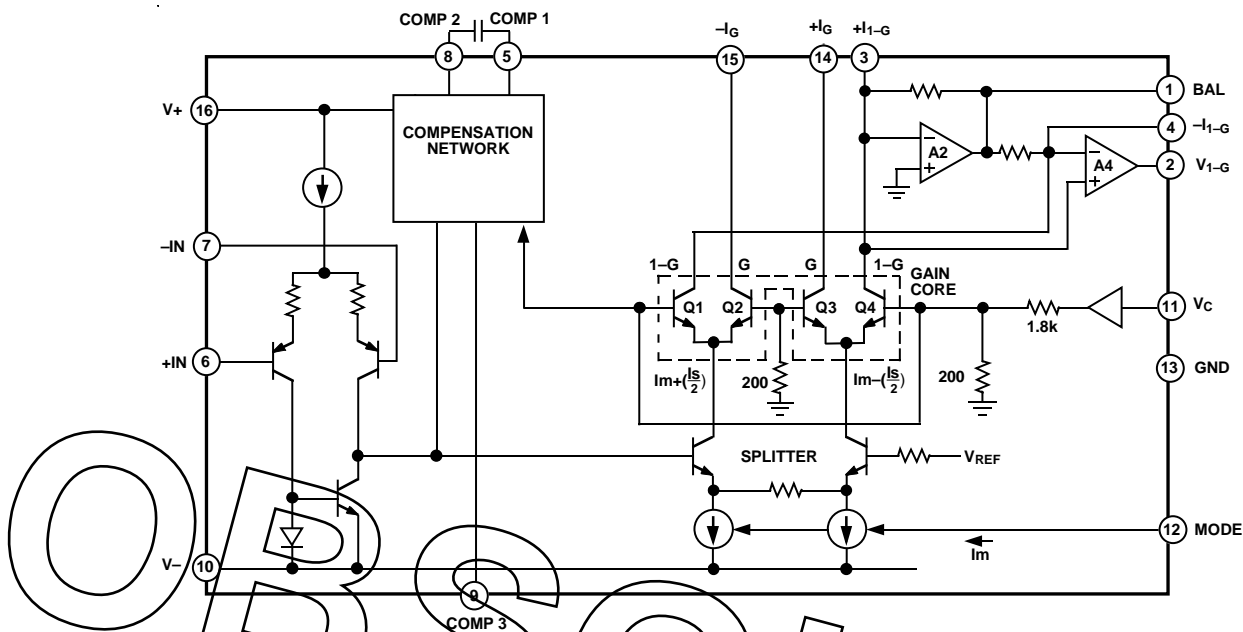 COMP 2 COMP 1
–IG +IG +I1–G
8 5 15 14 3
V+ 16
COMPENSATION
NETWORK
1 BAL
4 –I1–G
A2 A4
2 V1–G
–IN 7
1–G G G 1–G
GAIN
CORE
Q1 Q2 Q3 Q4
1.8k
11 VC
+IN 6
13 GND
Im+(Is/2) 200 Im–(Is/2) 200
SPLITTER VREF
12 MODE
Im
V– 10
9
COMP 3
OBSO